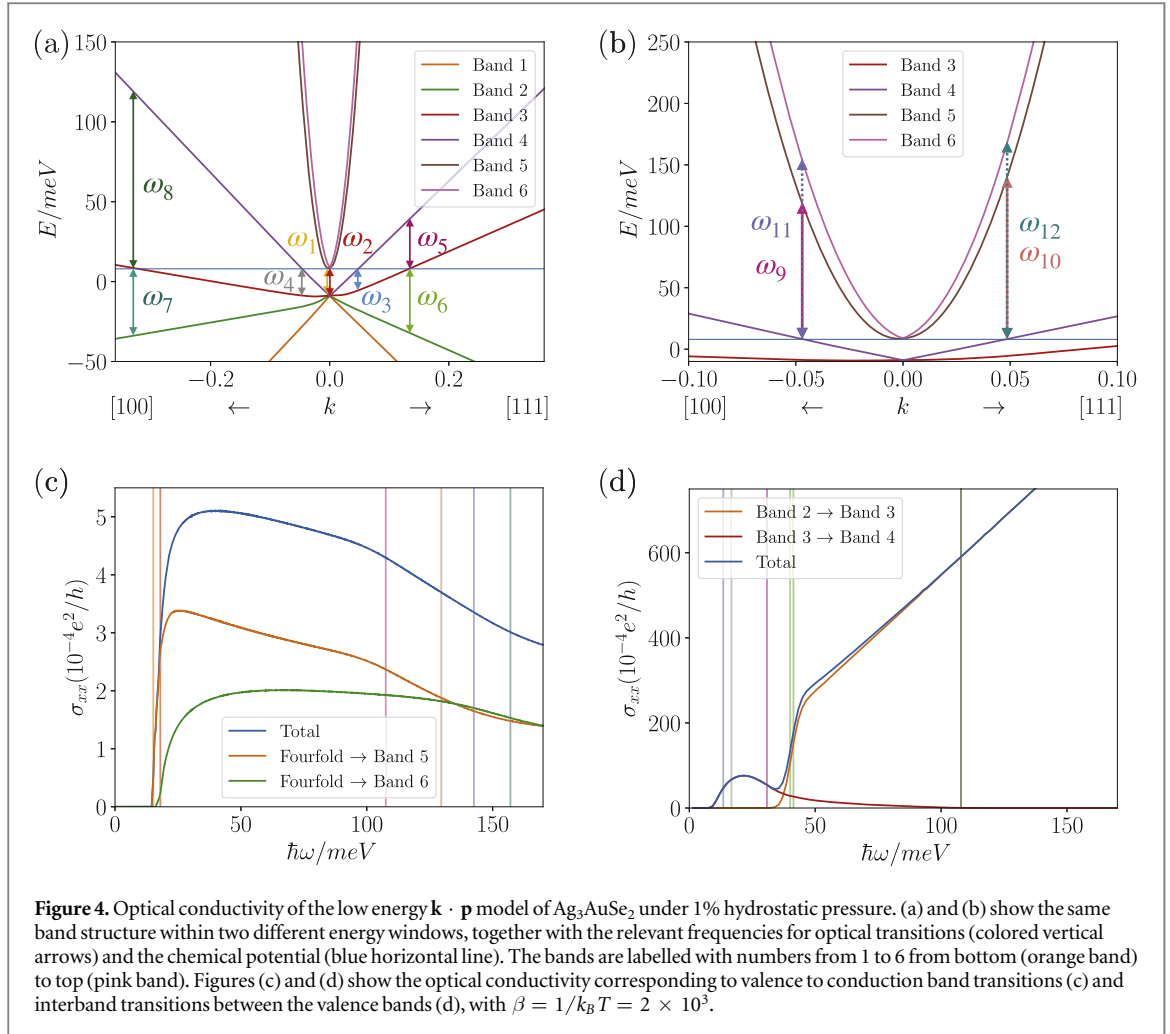 (a)
150
100
50
0
−50
E/meV
−0.2
0.0
0.2
[100]
←
k
→
[111]
Band 1
Band 2
Band 3
Band 4
Band 5
Band 6
ω8
ω1
ω2
ω5
ω4
ω3
ω7
ω6
(b)
250
200
150
100
50
0
E/meV
−0.10
−0.05
0.00
0.05
0.10
[100]
←
k
→
[111]
Band 3
Band 4
Band 5
Band 6
ω11
ω9
ω12
ω10
(c)
5
4
3
2
1
0
σxx(10−4e2/h)
0
50
100
150
ħω/meV
Total
Fourfold → Band 5
Fourfold → Band 6
(d)
600
400
200
0
σxx(10−4e2/h)
0
50
100
150
ħω/meV
Band 2 → Band 3
Band 3 → Band 4
Total
Figure 4. Optical conductivity of the low energy k · p model of Ag3AuSe2 under 1% hydrostatic pressure. (a) and (b) show the same
band structure within two different energy windows, together with the relevant frequencies for optical transitions (colored vertical
arrows) and the chemical potential (blue horizontal line). The bands are labelled with numbers from 1 to 6 from bottom (orange band)
to top (pink band). Figures (c) and (d) show the optical conductivity corresponding to valence to conduction band transitions (c) and
interband transitions between the valence bands (d), with β = 1/kBT = 2 × 103.